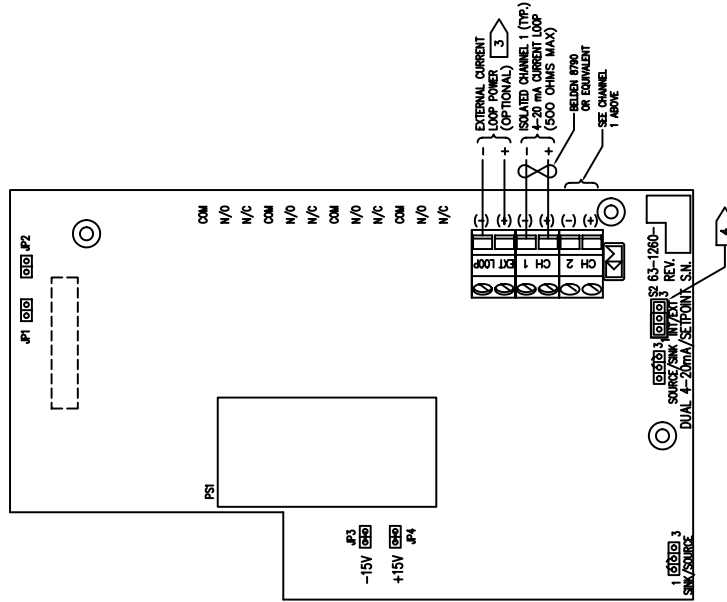 JP1
JP2
COM
N/O
N/C
COM
N/O
N/C
COM
N/O
N/C
COM
N/O
N/C
PS1
JP3
-15V
+15V
JP4
EXTERNAL CURRENT
LOOP POWER
(OPTIONAL)
3
ISOLATED CHANNEL 1 (TYP.)
4-20 mA CURRENT LOOP
(500 OHMS MAX)
BELDEN 8790
OR EQUIVALENT
SEE CHANNEL
1 ABOVE
-
+
-
+
(-)
(+)
(-)
(+)
(-)
(+)
EXT LOOP
CH 1
CH 2
S2 63-1260-
REV.
INT/EXT
3
1
3
SOURCE/SINK
DUAL 4-20mA/SETPOINT S.N.
4
1
3
SINK/SOURCE